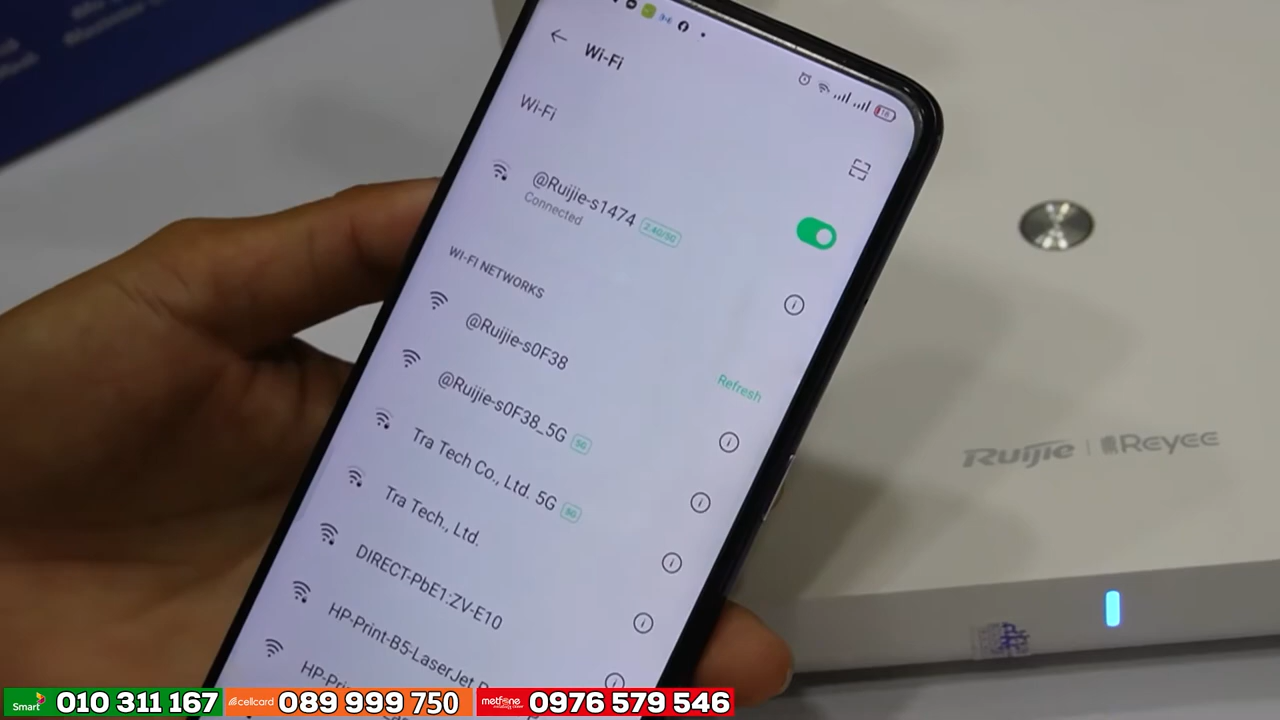 Wi-Fi
Wi-Fi
@Ruijie-s1474 2.4G/5G
Connected
WI-FI NETWORKS
@Ruijie-s0F38
Refresh
@Ruijie-s0F38_5G 5G
Tra Tech Co., Ltd. 5G 5G
Tra Tech., Ltd.
DIRECT-PbE1:ZV-E10
HP-Print-B5-LaserJet
HP-Prin
Ruijie | Reyee
Smart 010 311 167
cellcard 089 999 750
metfone 0976 579 546